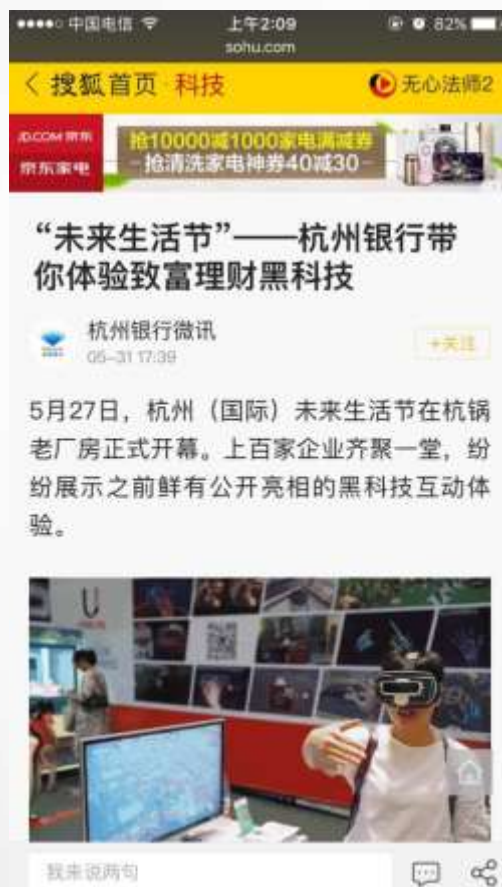 中国电信 上午2:09 82%
sohu.com
搜狐首页 科技 无心法师2
JD.COM 京东
京东家电
抢10000减1000家电满减券
-抢清洗家电神券40减30-
“未来生活节”——杭州银行带
你体验致富理财黑科技
杭州银行微讯
05-31 17:39
+关注
5月27日，杭州（国际）未来生活节在杭锅
老厂房正式开幕。上百家企业齐聚一堂，纷
纷展示之前鲜有公开亮相的黑科技互动体
验。
我来说两句